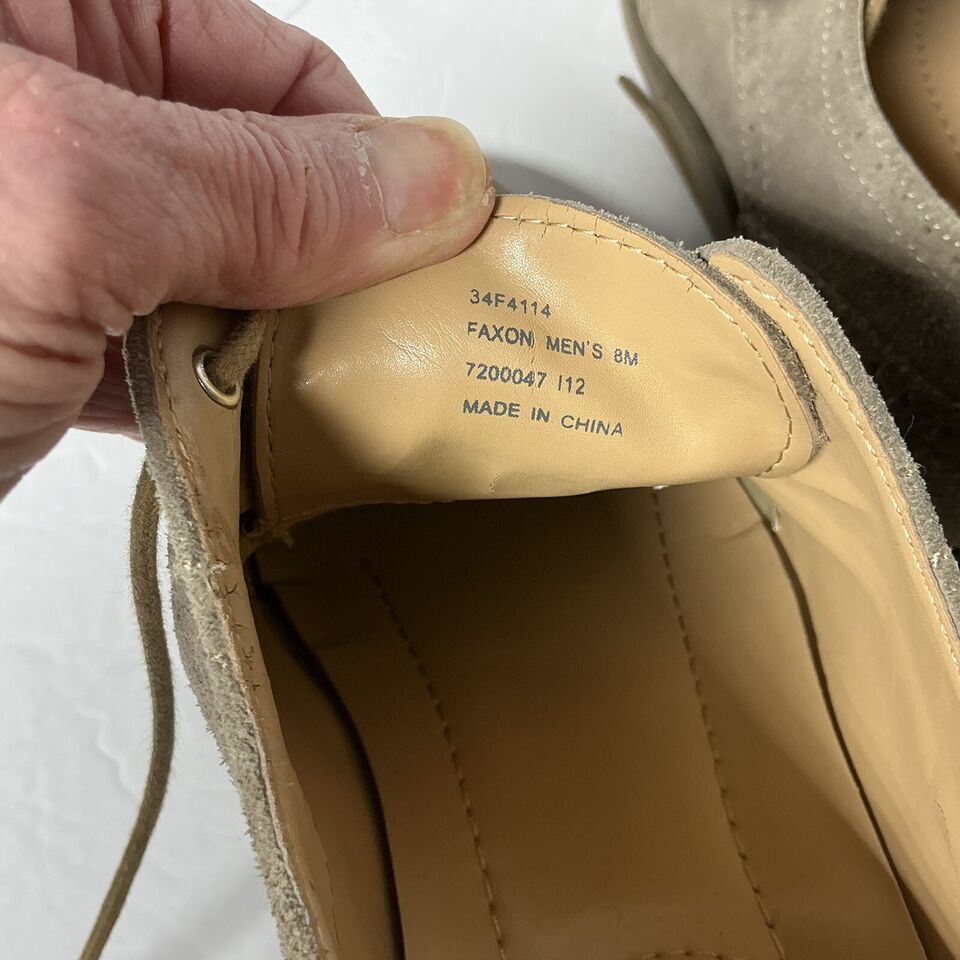 34F4114
FAXON MEN'S 8M
7200047 I12
MADE IN CHINA